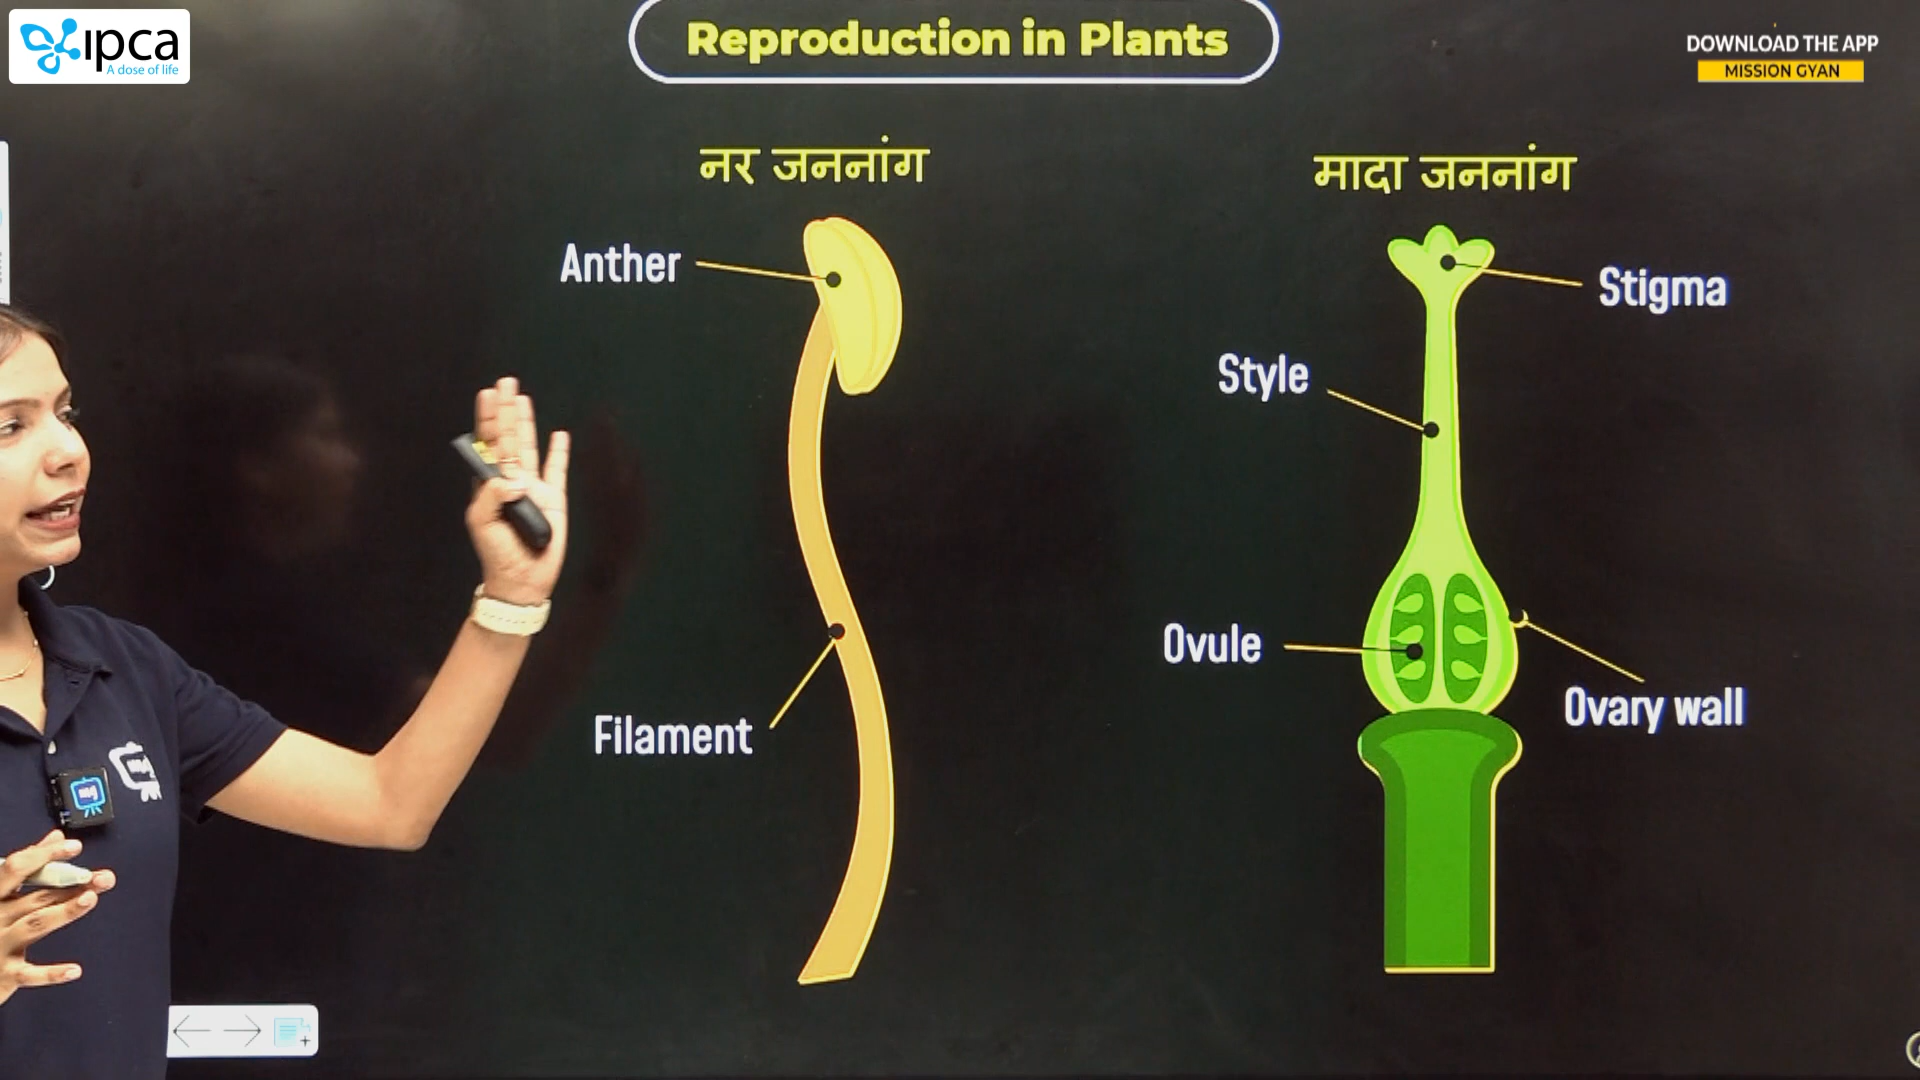 ipca
A dose of life
Reproduction in Plants
DOWNLOAD THE APP
MISSION GYAN
नर जननांग
मादा जननांग
Anther
Stigma
Style
Ovule
Ovary wall
Filament